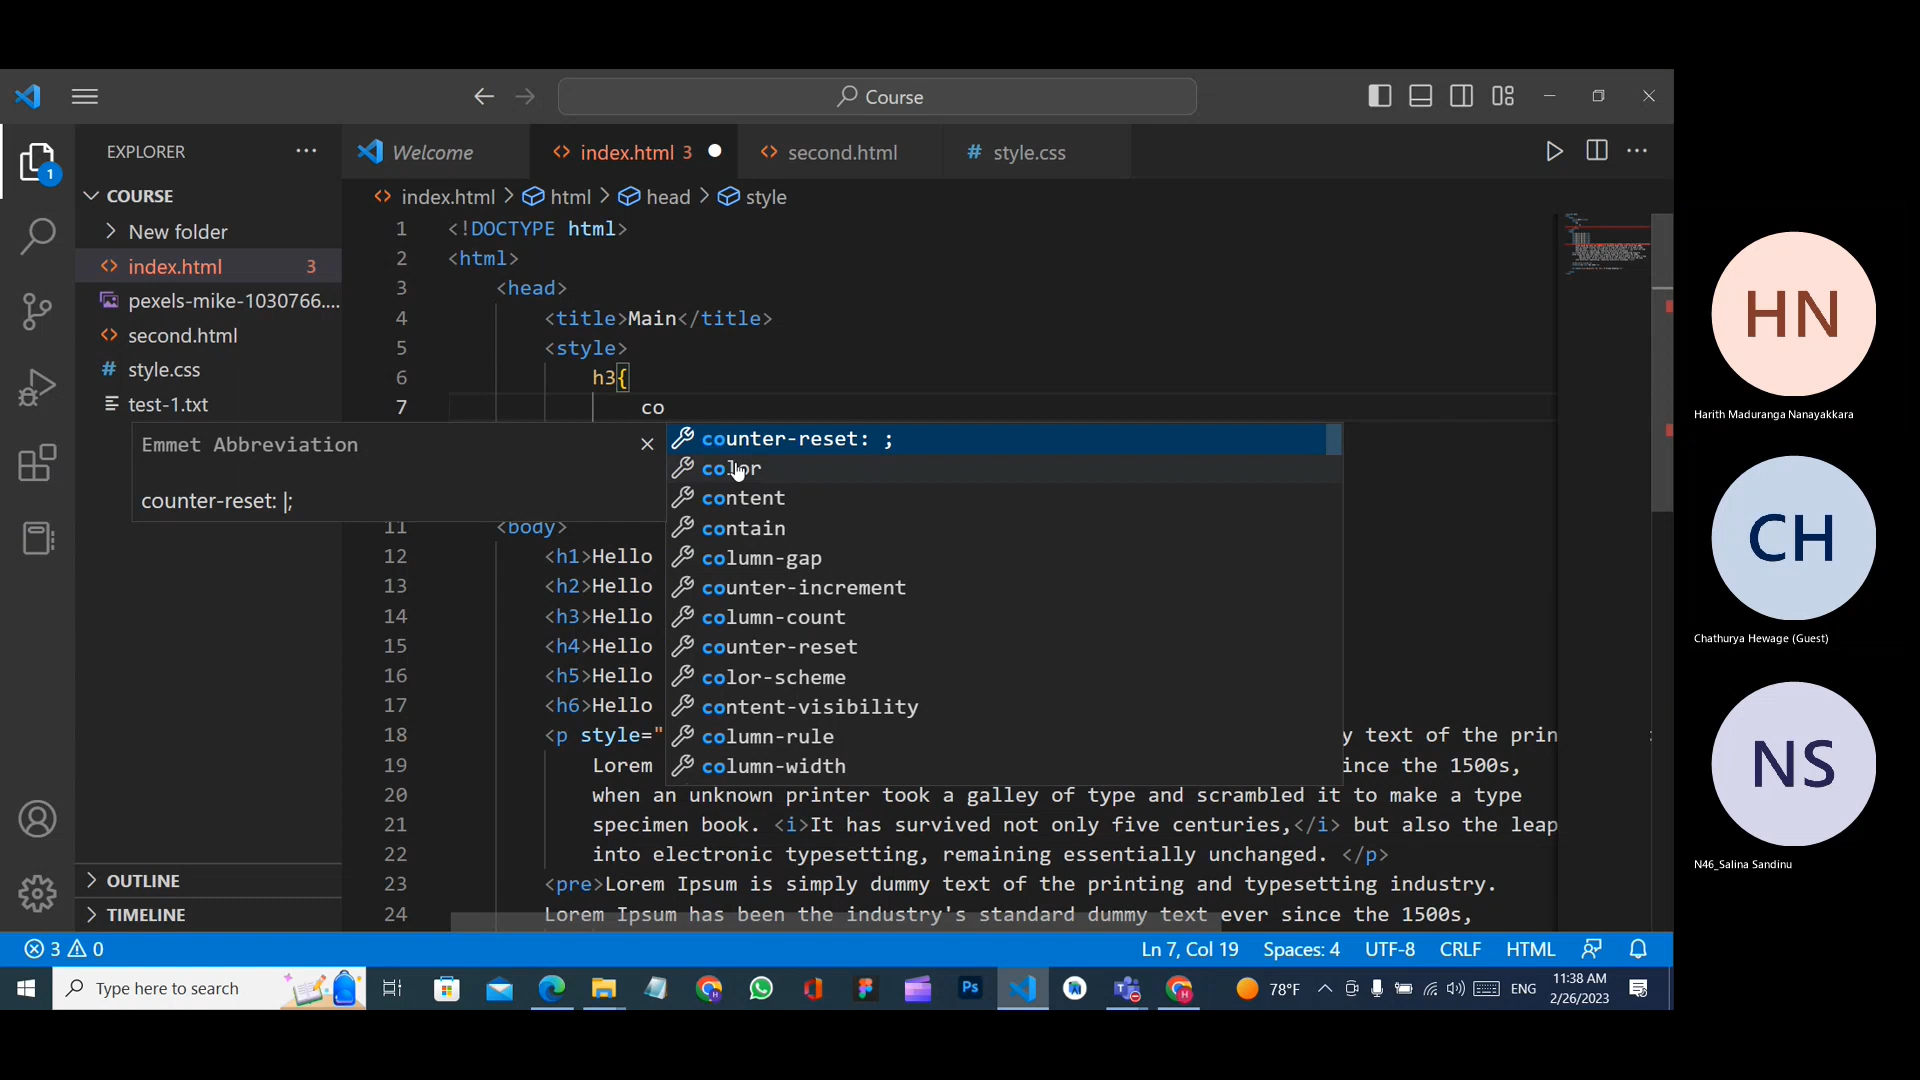 Course
EXPLORER
Welcome
index.html 3
second.html
# style.css
COURSE
New folder
index.html 3
pexels-mike-1030766....
second.html
# style.css
test-1.txt
OUTLINE
TIMELINE
index.html > html > head > style
1 <!DOCTYPE html>
2 <html>
3 <head>
4 <title>Main</title>
5 <style>
6 h3{
7 co
Emmet Abbreviation
counter-reset: |;
counter-reset: ;
color
content
contain
column-gap
counter-increment
column-count
counter-reset
color-scheme
content-visibility
column-rule
column-width
11 <body>
12 <h1>Hello
13 <h2>Hello
14 <h3>Hello
15 <h4>Hello
16 <h5>Hello
17 <h6>Hello
18 <p style=" y text of the prin
19 Lorem ince the 1500s,
20 when an unknown printer took a galley of type and scrambled it to make a type
21 specimen book. <i>It has survived not only five centuries,</i> but also the leap
22 into electronic typesetting, remaining essentially unchanged. </p>
23 <pre>Lorem Ipsum is simply dummy text of the printing and typesetting industry.
24 Lorem Ipsum has been the industry's standard dummy text ever since the 1500s,
1
3 0
Ln 7, Col 19 Spaces: 4 UTF-8 CRLF HTML
Type here to search
Ps
78°F
ENG
11:38 AM
2/26/2023
HN
Harith Maduranga Nanayakkara
CH
Chathurya Hewage (Guest)
NS
N46_Salina Sandinu